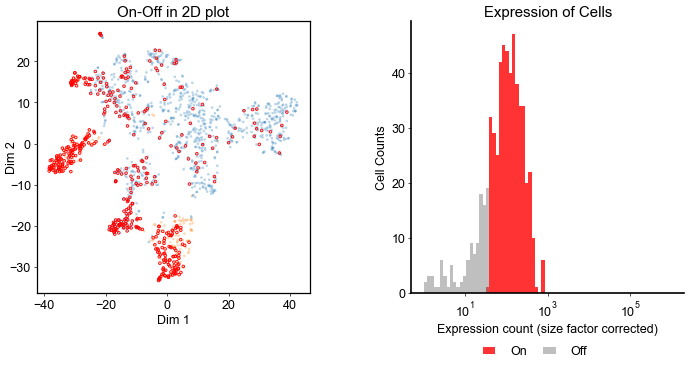 On-Off in 2D plot
Dim 2
20
10
0
−10
−20
−30
−40
−20
0
20
40
Dim 1
Expression of Cells
Cell Counts
40
30
20
10
0
10^1
10^3
10^5
Expression count (size factor corrected)
On
Off